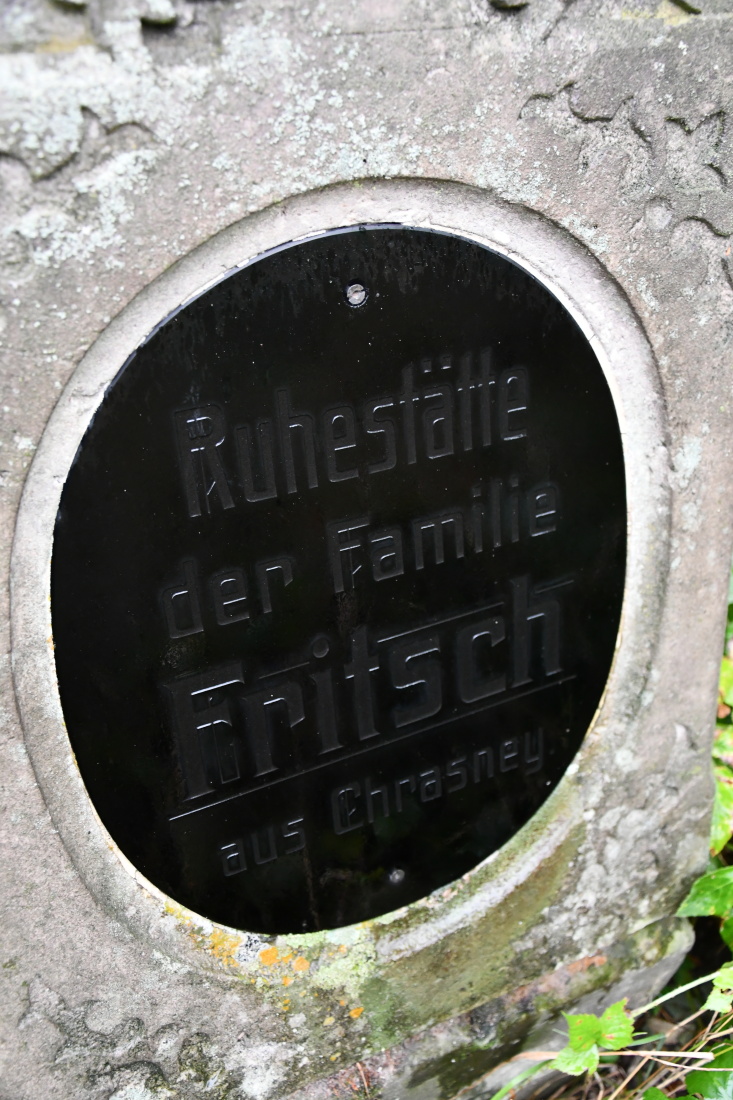 Ruhestätte
der Familie
Fritsch
aus Chrasney